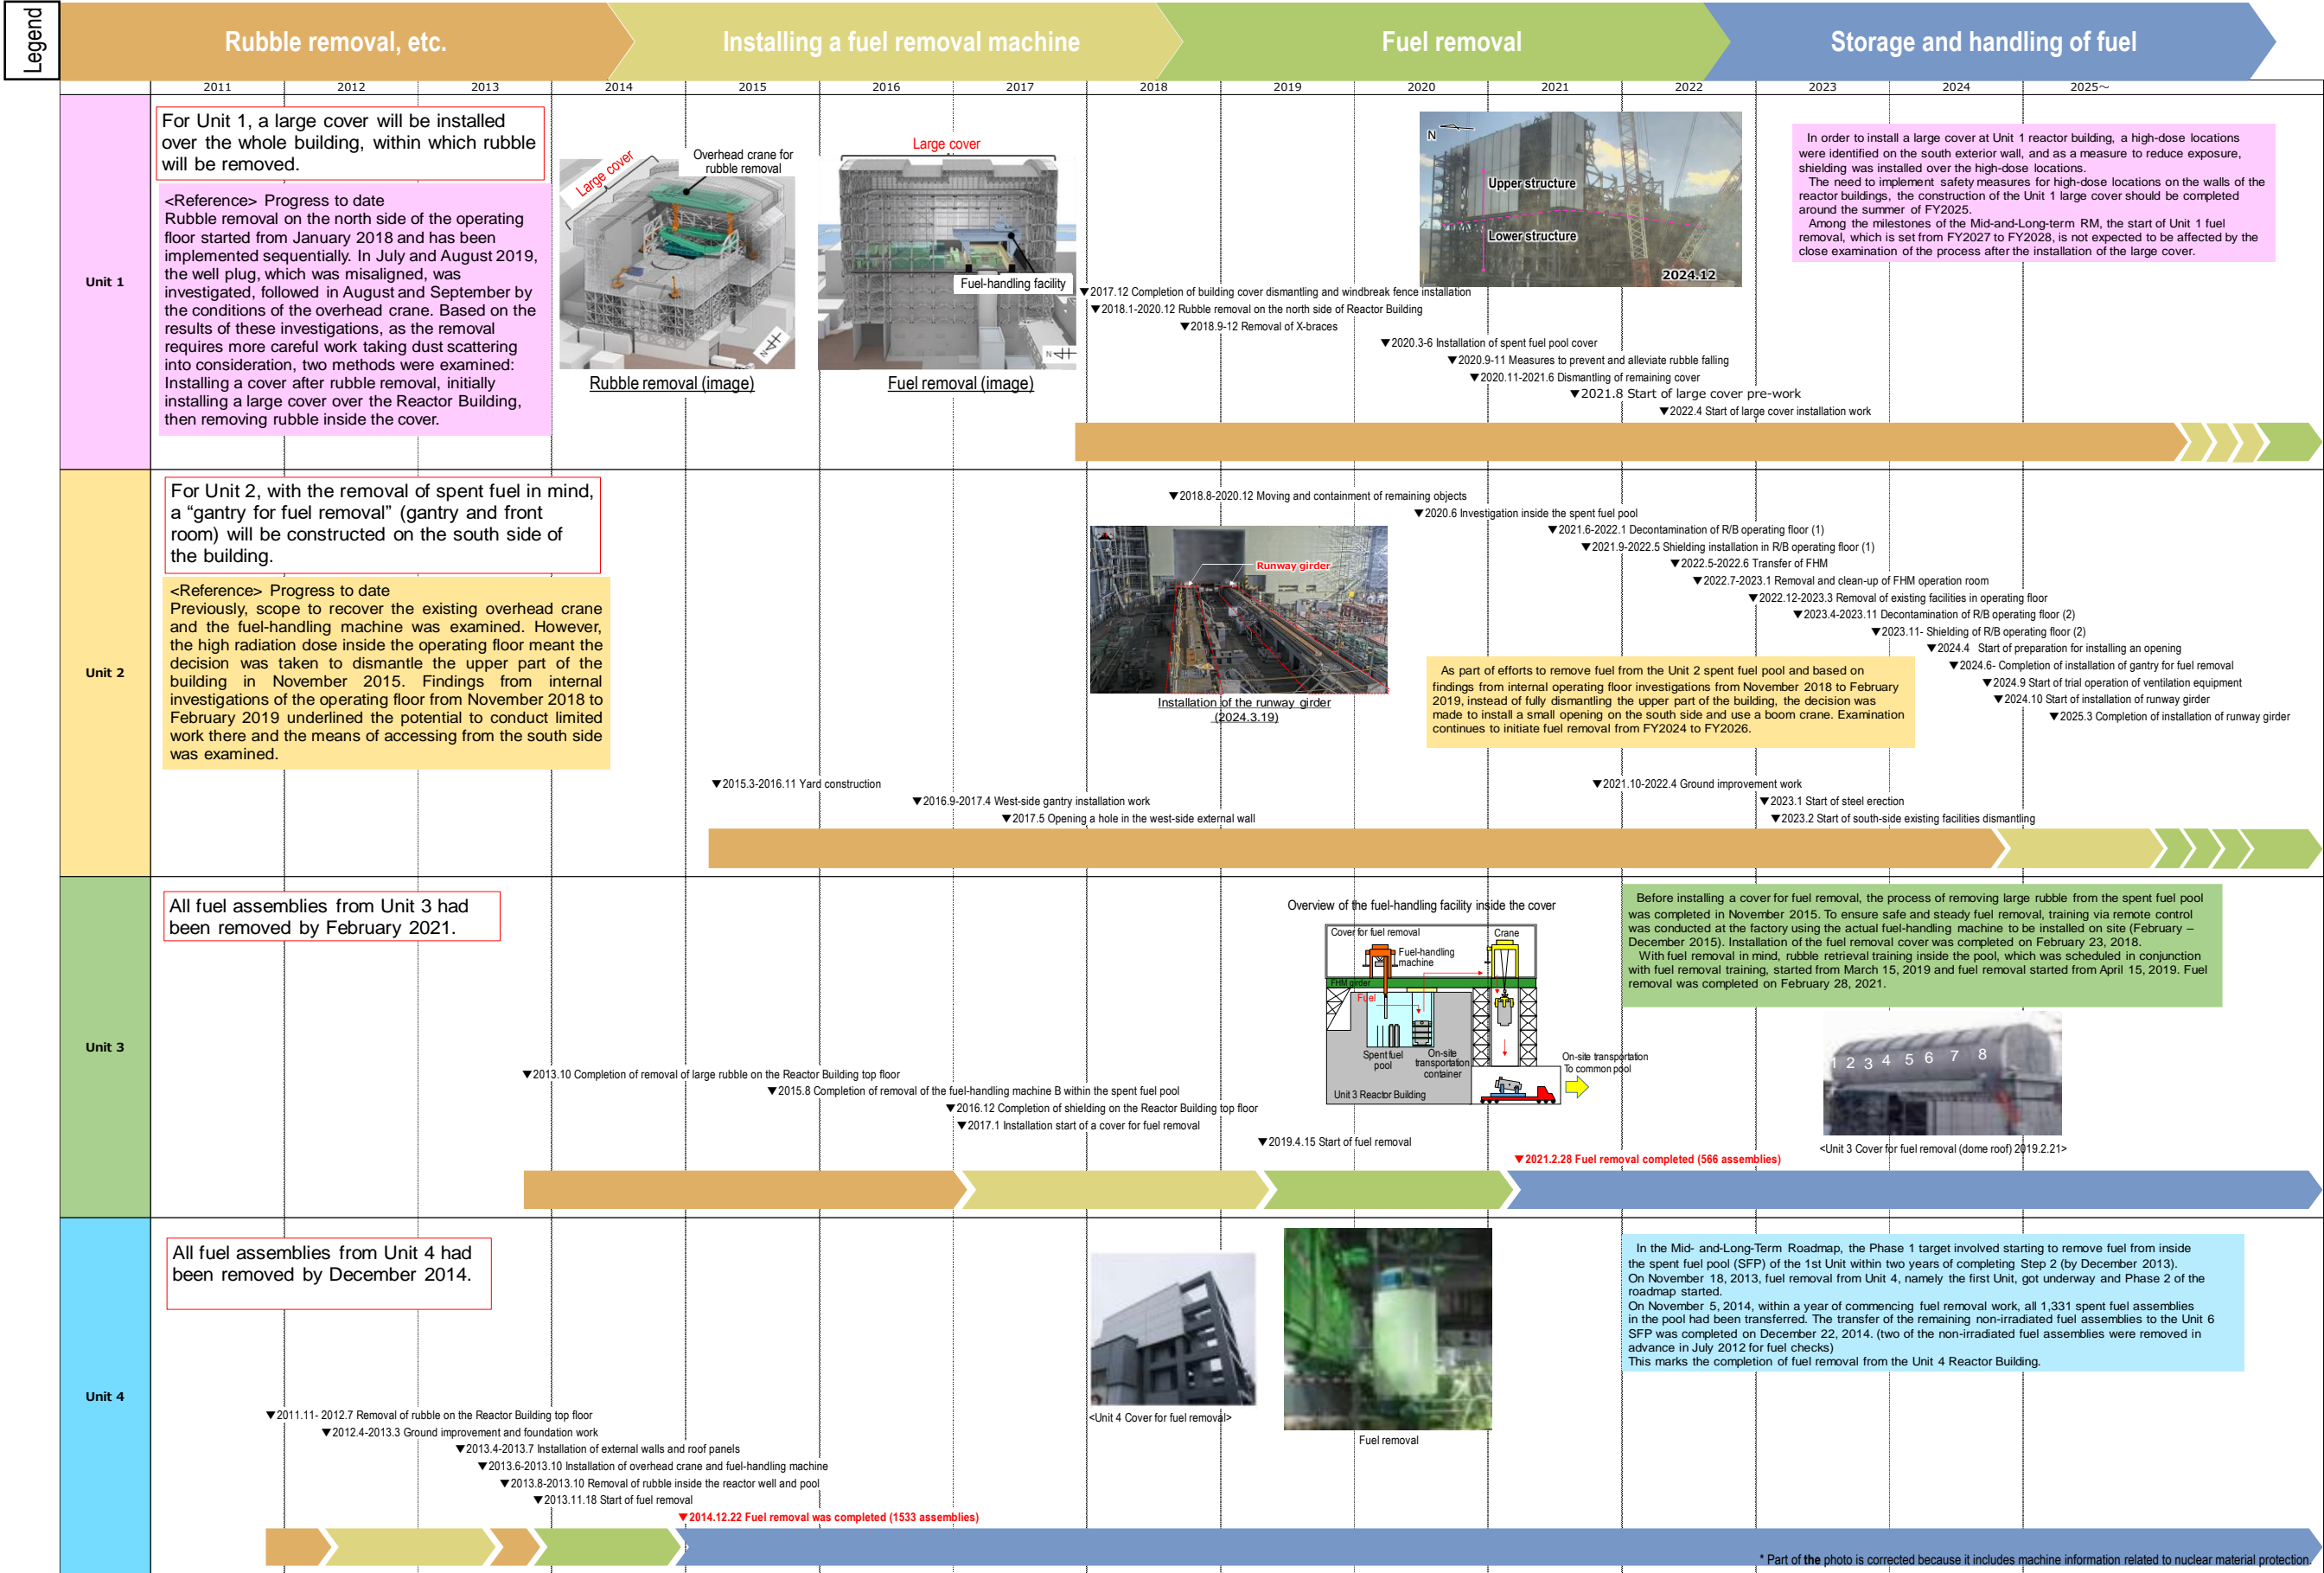 Legend
Rubble removal, etc.
Installing a fuel removal machine
Fuel removal
Storage and handling of fuel
2011
2012
2013
2014
2015
2016
2017
2018
2019
2020
2021
2022
2023
2024
2025～
Unit 1
For Unit 1, a large cover will be installed
over the whole building, within which rubble
will be removed.
<Reference> Progress to date
Rubble removal on the north side of the operating
floor started from January 2018 and has been
implemented sequentially. In July and August 2019,
the well plug, which was misaligned, was
investigated, followed in August and September by
the conditions of the overhead crane. Based on the
results of these investigations, as the removal
requires more careful work taking dust scattering
into consideration, two methods were examined:
Installing a cover after rubble removal, initially
installing a large cover over the Reactor Building,
then removing rubble inside the cover.
Large cover
Overhead crane for
rubble removal
N
Rubble removal (image)
Large cover
Fuel-handling facility
N
Fuel removal (image)
N
Upper structure
Lower structure
2024.12
In order to install a large cover at Unit 1 reactor building, a high-dose locations
were identified on the south exterior wall, and as a measure to reduce exposure,
shielding was installed over the high-dose locations.
The need to implement safety measures for high-dose locations on the walls of the
reactor buildings, the construction of the Unit 1 large cover should be completed
around the summer of FY2025.
Among the milestones of the Mid-and-Long-term RM, the start of Unit 1 fuel
removal, which is set from FY2027 to FY2028, is not expected to be affected by the
close examination of the process after the installation of the large cover.
▼2017.12 Completion of building cover dismantling and windbreak fence installation
▼2018.1-2020.12 Rubble removal on the north side of Reactor Building
▼2018.9-12 Removal of X-braces
▼2020.3-6 Installation of spent fuel pool cover
▼2020.9-11 Measures to prevent and alleviate rubble falling
▼2020.11-2021.6 Dismantling of remaining cover
▼2021.8 Start of large cover pre-work
▼2022.4 Start of large cover installation work
Unit 2
For Unit 2, with the removal of spent fuel in mind,
a “gantry for fuel removal” (gantry and front
room) will be constructed on the south side of
the building.
<Reference> Progress to date
Previously, scope to recover the existing overhead crane
and the fuel-handling machine was examined. However,
the high radiation dose inside the operating floor meant the
decision was taken to dismantle the upper part of the
building in November 2015. Findings from internal
investigations of the operating floor from November 2018 to
February 2019 underlined the potential to conduct limited
work there and the means of accessing from the south side
was examined.
▼2018.8-2020.12 Moving and containment of remaining objects
▼2020.6 Investigation inside the spent fuel pool
▼2021.6-2022.1 Decontamination of R/B operating floor (1)
▼2021.9-2022.5 Shielding installation in R/B operating floor (1)
▼2022.5-2022.6 Transfer of FHM
▼2022.7-2023.1 Removal and clean-up of FHM operation room
▼2022.12-2023.3 Removal of existing facilities in operating floor
▼2023.4-2023.11 Decontamination of R/B operating floor (2)
▼2023.11- Shielding of R/B operating floor (2)
▼2024.4 Start of preparation for installing an opening
▼2024.6- Completion of installation of gantry for fuel removal
▼2024.9 Start of trial operation of ventilation equipment
▼2024.10 Start of installation of runway girder
▼2025.3 Completion of installation of runway girder
Runway girder
Installation of the runway girder
(2024.3.19)
As part of efforts to remove fuel from the Unit 2 spent fuel pool and based on
findings from internal operating floor investigations from November 2018 to February
2019, instead of fully dismantling the upper part of the building, the decision was
made to install a small opening on the south side and use a boom crane. Examination
continues to initiate fuel removal from FY2024 to FY2026.
▼2015.3-2016.11 Yard construction
▼2016.9-2017.4 West-side gantry installation work
▼2017.5 Opening a hole in the west-side external wall
▼2021.10-2022.4 Ground improvement work
▼2023.1 Start of steel erection
▼2023.2 Start of south-side existing facilities dismantling
Unit 3
All fuel assemblies from Unit 3 had
been removed by February 2021.
Overview of the fuel-handling facility inside the cover
Cover for fuel removal
Crane
Fuel-handling
machine
FHM girder
Fuel
Spent fuel
pool
On-site
transportation
container
Unit 3 Reactor Building
On-site transportation
To common pool
Before installing a cover for fuel removal, the process of removing large rubble from the spent fuel pool
was completed in November 2015. To ensure safe and steady fuel removal, training via remote control
was conducted at the factory using the actual fuel-handling machine to be installed on site (February –
December 2015). Installation of the fuel removal cover was completed on February 23, 2018.
With fuel removal in mind, rubble retrieval training inside the pool, which was scheduled in conjunction
with fuel removal training, started from March 15, 2019 and fuel removal started from April 15, 2019. Fuel
removal was completed on February 28, 2021.
1 2 3 4 5 6 7 8
<Unit 3 Cover for fuel removal (dome roof) 2019.2.21>
▼2013.10 Completion of removal of large rubble on the Reactor Building top floor
▼2015.8 Completion of removal of the fuel-handling machine B within the spent fuel pool
▼2016.12 Completion of shielding on the Reactor Building top floor
▼2017.1 Installation start of a cover for fuel removal
▼2019.4.15 Start of fuel removal
▼2021.2.28 Fuel removal completed (566 assemblies)
Unit 4
All fuel assemblies from Unit 4 had
been removed by December 2014.
<Unit 4 Cover for fuel removal>
Fuel removal
In the Mid- and-Long-Term Roadmap, the Phase 1 target involved starting to remove fuel from inside
the spent fuel pool (SFP) of the 1st Unit within two years of completing Step 2 (by December 2013).
On November 18, 2013, fuel removal from Unit 4, namely the first Unit, got underway and Phase 2 of the
roadmap started.
On November 5, 2014, within a year of commencing fuel removal work, all 1,331 spent fuel assemblies
in the pool had been transferred. The transfer of the remaining non-irradiated fuel assemblies to the Unit 6
SFP was completed on December 22, 2014. (two of the non-irradiated fuel assemblies were removed in
advance in July 2012 for fuel checks)
This marks the completion of fuel removal from the Unit 4 Reactor Building.
▼2011.11- 2012.7 Removal of rubble on the Reactor Building top floor
▼2012.4-2013.3 Ground improvement and foundation work
▼2013.4-2013.7 Installation of external walls and roof panels
▼2013.6-2013.10 Installation of overhead crane and fuel-handling machine
▼2013.8-2013.10 Removal of rubble inside the reactor well and pool
▼2013.11.18 Start of fuel removal
▼2014.12.22 Fuel removal was completed (1533 assemblies)
* Part of the photo is corrected because it includes machine information related to nuclear material protection.